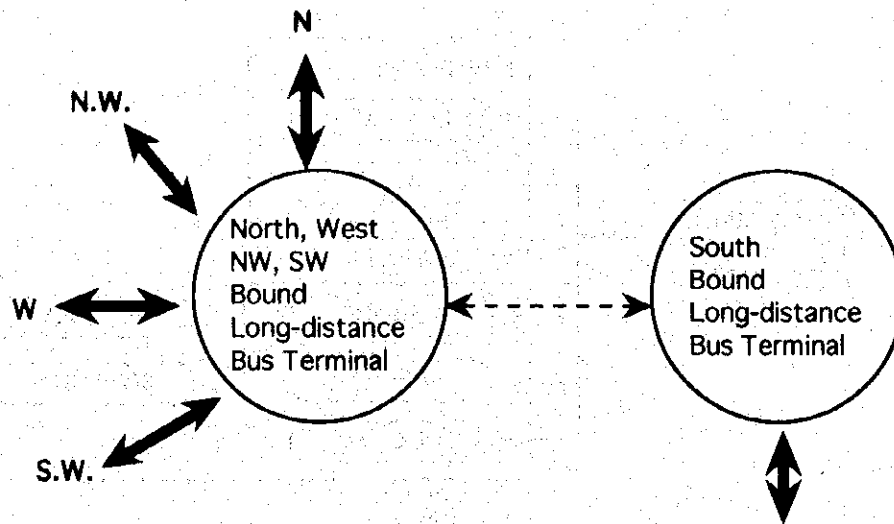 N
N.W.
North, West
NW, SW
Bound
Long-distance
Bus Terminal
South
Bound
Long-distance
Bus Terminal
W
S.W.